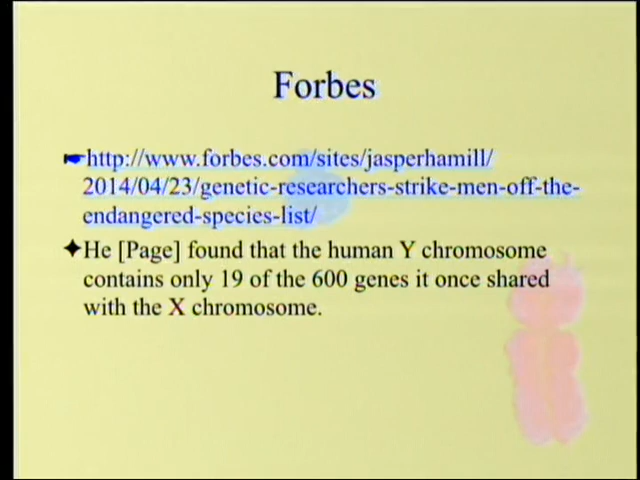 Forbes
http://www.forbes.com/sites/jasperhamill/
2014/04/23/genetic-researchers-strike-men-off-the-
endangered-species-list/
He [Page] found that the human Y chromosome
contains only 19 of the 600 genes it once shared
with the X chromosome.